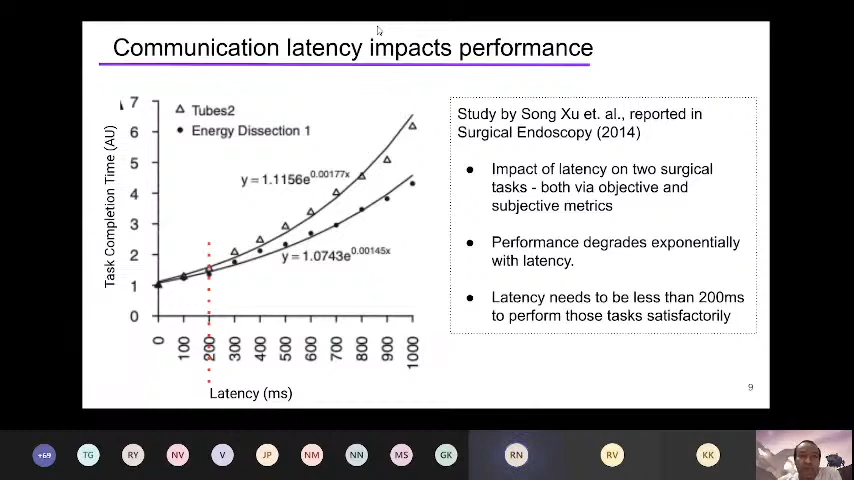 Communication latency impacts performance
Task Completion Time (AU)
7
6
5
4
3
2
1
0
Tubes2
Energy Dissection 1
y = 1.1156e^0.00177x
y = 1.0743e^0.00145x
0
100
200
300
400
500
600
700
800
900
1000
Latency (ms)
Study by Song Xu et. al., reported in
Surgical Endoscopy (2014)
● Impact of latency on two surgical
tasks - both via objective and
subjective metrics
● Performance degrades exponentially
with latency.
● Latency needs to be less than 200ms
to perform those tasks satisfactorily
9
+69
TG
RY
NV
V
JP
NM
NN
MS
GK
RN
RV
KK